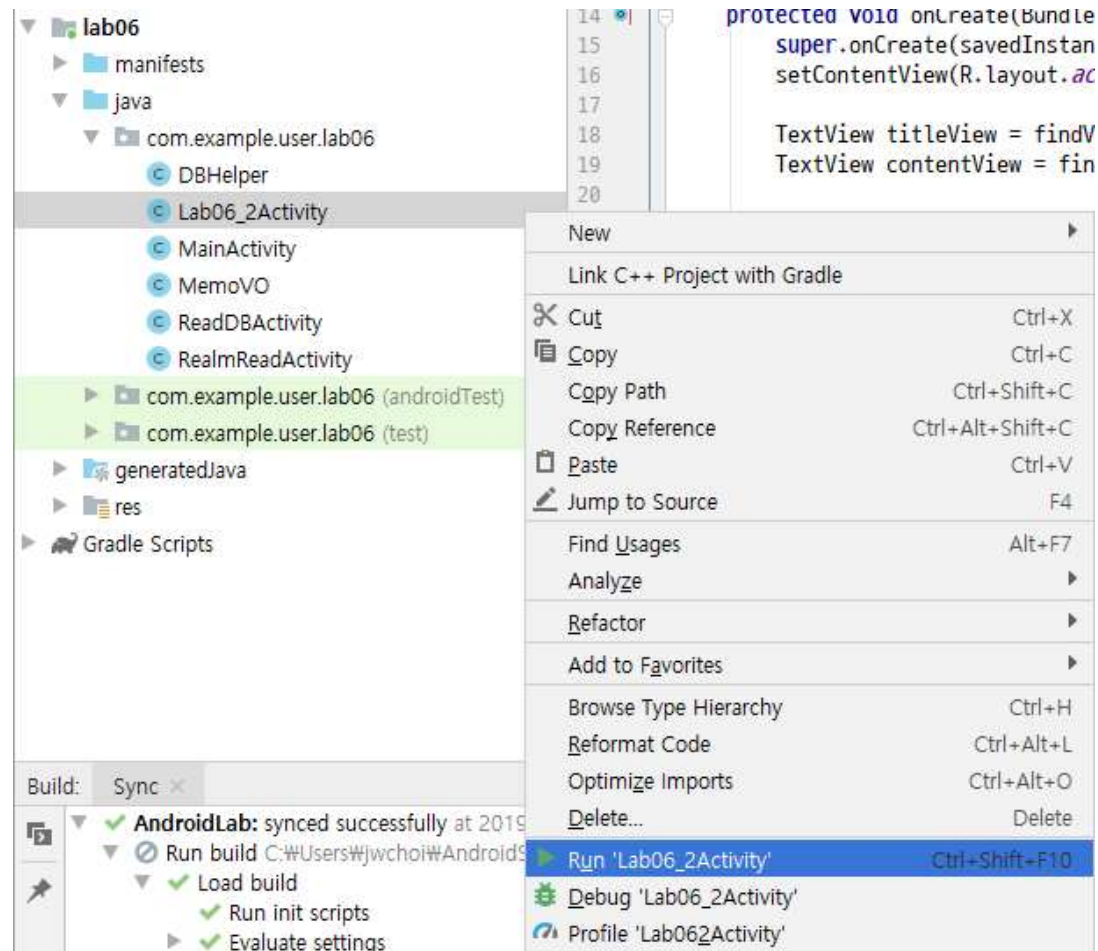 lab06
manifests
java
com.example.user.lab06
DBHelper
Lab06_2Activity
MainActivity
MemoVO
ReadDBActivity
RealmReadActivity
com.example.user.lab06 (androidTest)
com.example.user.lab06 (test)
generatedJava
res
Gradle Scripts
14 protected void onCreate(Bundle
15 super.onCreate(savedInstan
16 setContentView(R.layout.ac
17
18 TextView titleView = findV
19 TextView contentView = fin
20
New
Link C++ Project with Gradle
Cut Ctrl+X
Copy Ctrl+C
Copy Path Ctrl+Shift+C
Copy Reference Ctrl+Alt+Shift+C
Paste Ctrl+V
Jump to Source F4
Find Usages Alt+F7
Analyze
Refactor
Add to Favorites
Browse Type Hierarchy Ctrl+H
Reformat Code Ctrl+Alt+L
Optimize Imports Ctrl+Alt+O
Delete... Delete
Run 'Lab06_2Activity' Ctrl+Shift+F10
Debug 'Lab06_2Activity'
Profile 'Lab062Activity'
Build: Sync
AndroidLab: synced successfully at 2019
Run build C:₩Users₩jwchoi₩AndroidS
Load build
Run init scripts
Evaluate settings